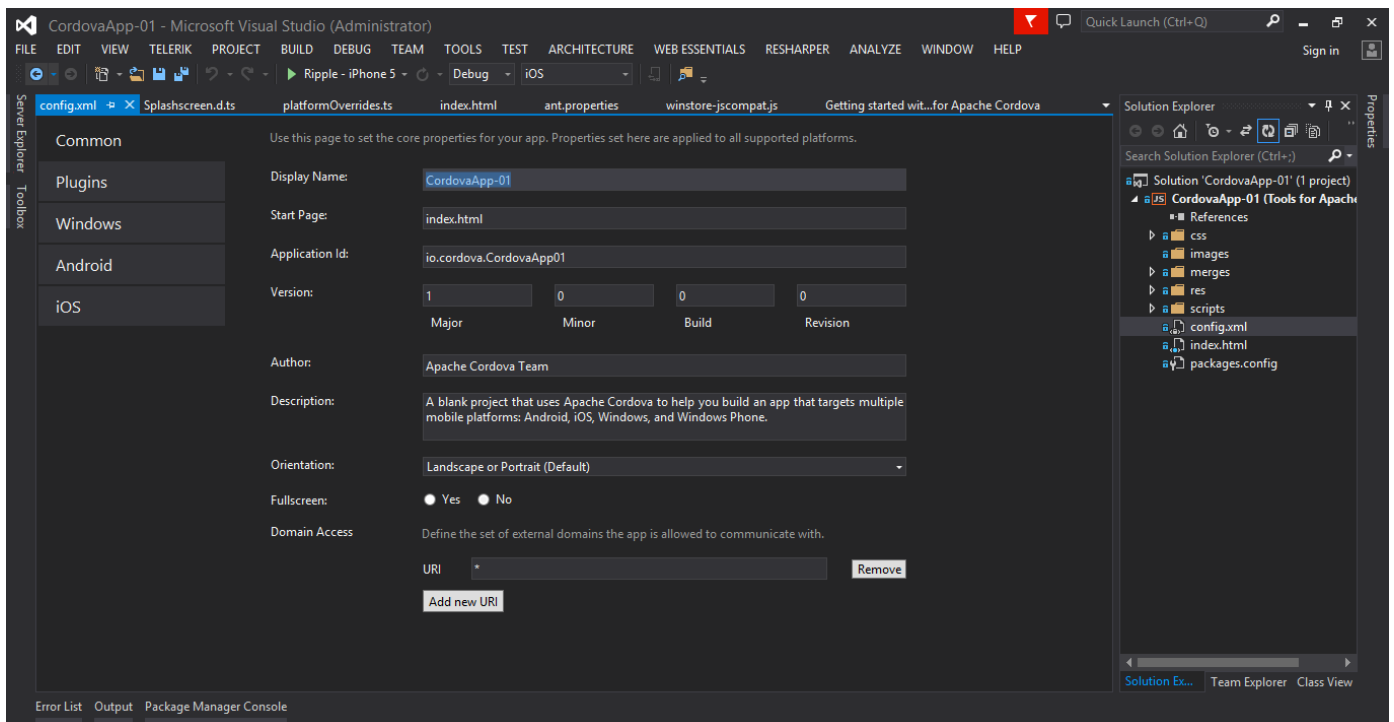 CordovaApp-01 - Microsoft Visual Studio (Administrator)
Quick Launch (Ctrl+Q)
FILE EDIT VIEW TELERIK PROJECT BUILD DEBUG TEAM TOOLS TEST ARCHITECTURE WEB ESSENTIALS RESHARPER ANALYZE WINDOW HELP
Sign in
Ripple - iPhone 5 Debug iOS
Server Explorer
Toolbox
config.xml Splashscreen.d.ts platformOverrides.ts index.html ant.properties winstore-jscompat.js Getting started wit...for Apache Cordova
Common
Plugins
Windows
Android
iOS
Use this page to set the core properties for your app. Properties set here are applied to all supported platforms.
Display Name: CordovaApp-01
Start Page: index.html
Application Id: io.cordova.CordovaApp01
Version: 1 0 0 0
Major Minor Build Revision
Author: Apache Cordova Team
Description: A blank project that uses Apache Cordova to help you build an app that targets multiple
mobile platforms: Android, iOS, Windows, and Windows Phone.
Orientation: Landscape or Portrait (Default)
Fullscreen: Yes No
Domain Access Define the set of external domains the app is allowed to communicate with.
URI *
Remove
Add new URI
Solution Explorer
Search Solution Explorer (Ctrl+;)
Solution 'CordovaApp-01' (1 project)
JS CordovaApp-01 (Tools for Apache
References
css
images
merges
res
scripts
config.xml
index.html
packages.config
Solution Ex... Team Explorer Class View
Properties
Error List Output Package Manager Console